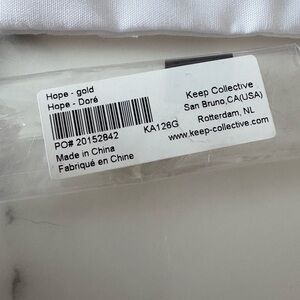 Hope - gold
Hope - Doré
KA126G
PO# 20152842
Made in China
Fabriqué en Chine
Keep Collective
San Bruno,CA(USA)
Rotterdam, NL
www.keep-collective.com